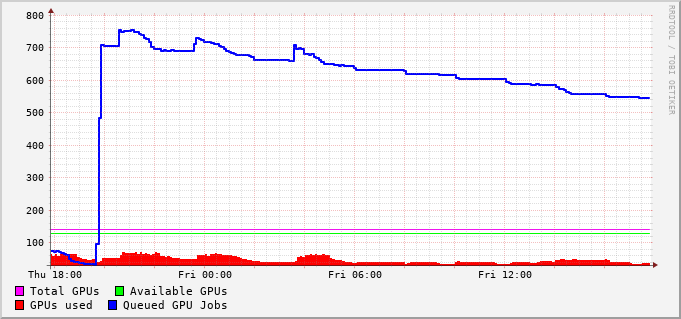 800
700
600
500
400
300
200
100
Thu 18:00 Fri 00:00 Fri 06:00 Fri 12:00
Total GPUs Available GPUs
GPUs used Queued GPU Jobs
RRDTOOL / TOBI OETIKER